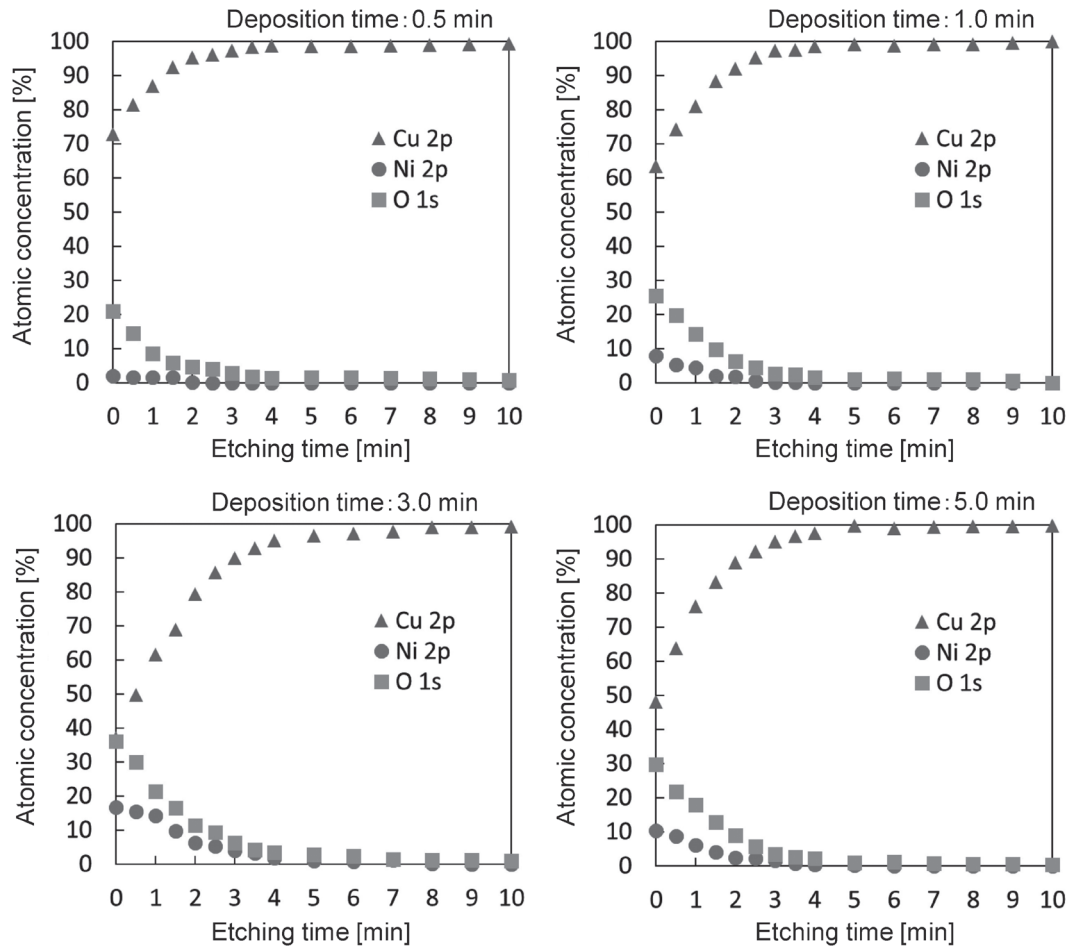 Deposition time：0.5 min
Atomic concentration [%]
100
90
80
70
60
50
40
30
20
10
0
Cu 2p
Ni 2p
O 1s
0 1 2 3 4 5 6 7 8 9 10
Etching time [min]
Deposition time：1.0 min
Atomic concentration [%]
100
90
80
70
60
50
40
30
20
10
0
Cu 2p
Ni 2p
O 1s
0 1 2 3 4 5 6 7 8 9 10
Etching time [min]
Deposition time：3.0 min
Atomic concentration [%]
100
90
80
70
60
50
40
30
20
10
0
Cu 2p
Ni 2p
O 1s
0 1 2 3 4 5 6 7 8 9 10
Etching time [min]
Deposition time：5.0 min
Atomic concentration [%]
100
90
80
70
60
50
40
30
20
10
0
Cu 2p
Ni 2p
O 1s
0 1 2 3 4 5 6 7 8 9 10
Etching time [min]